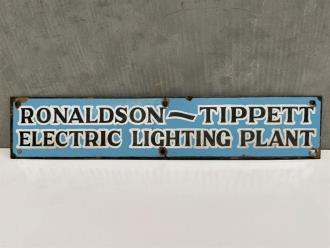 RONALDSON~TIPPETT
ELECTRIC LIGHTING PLANT